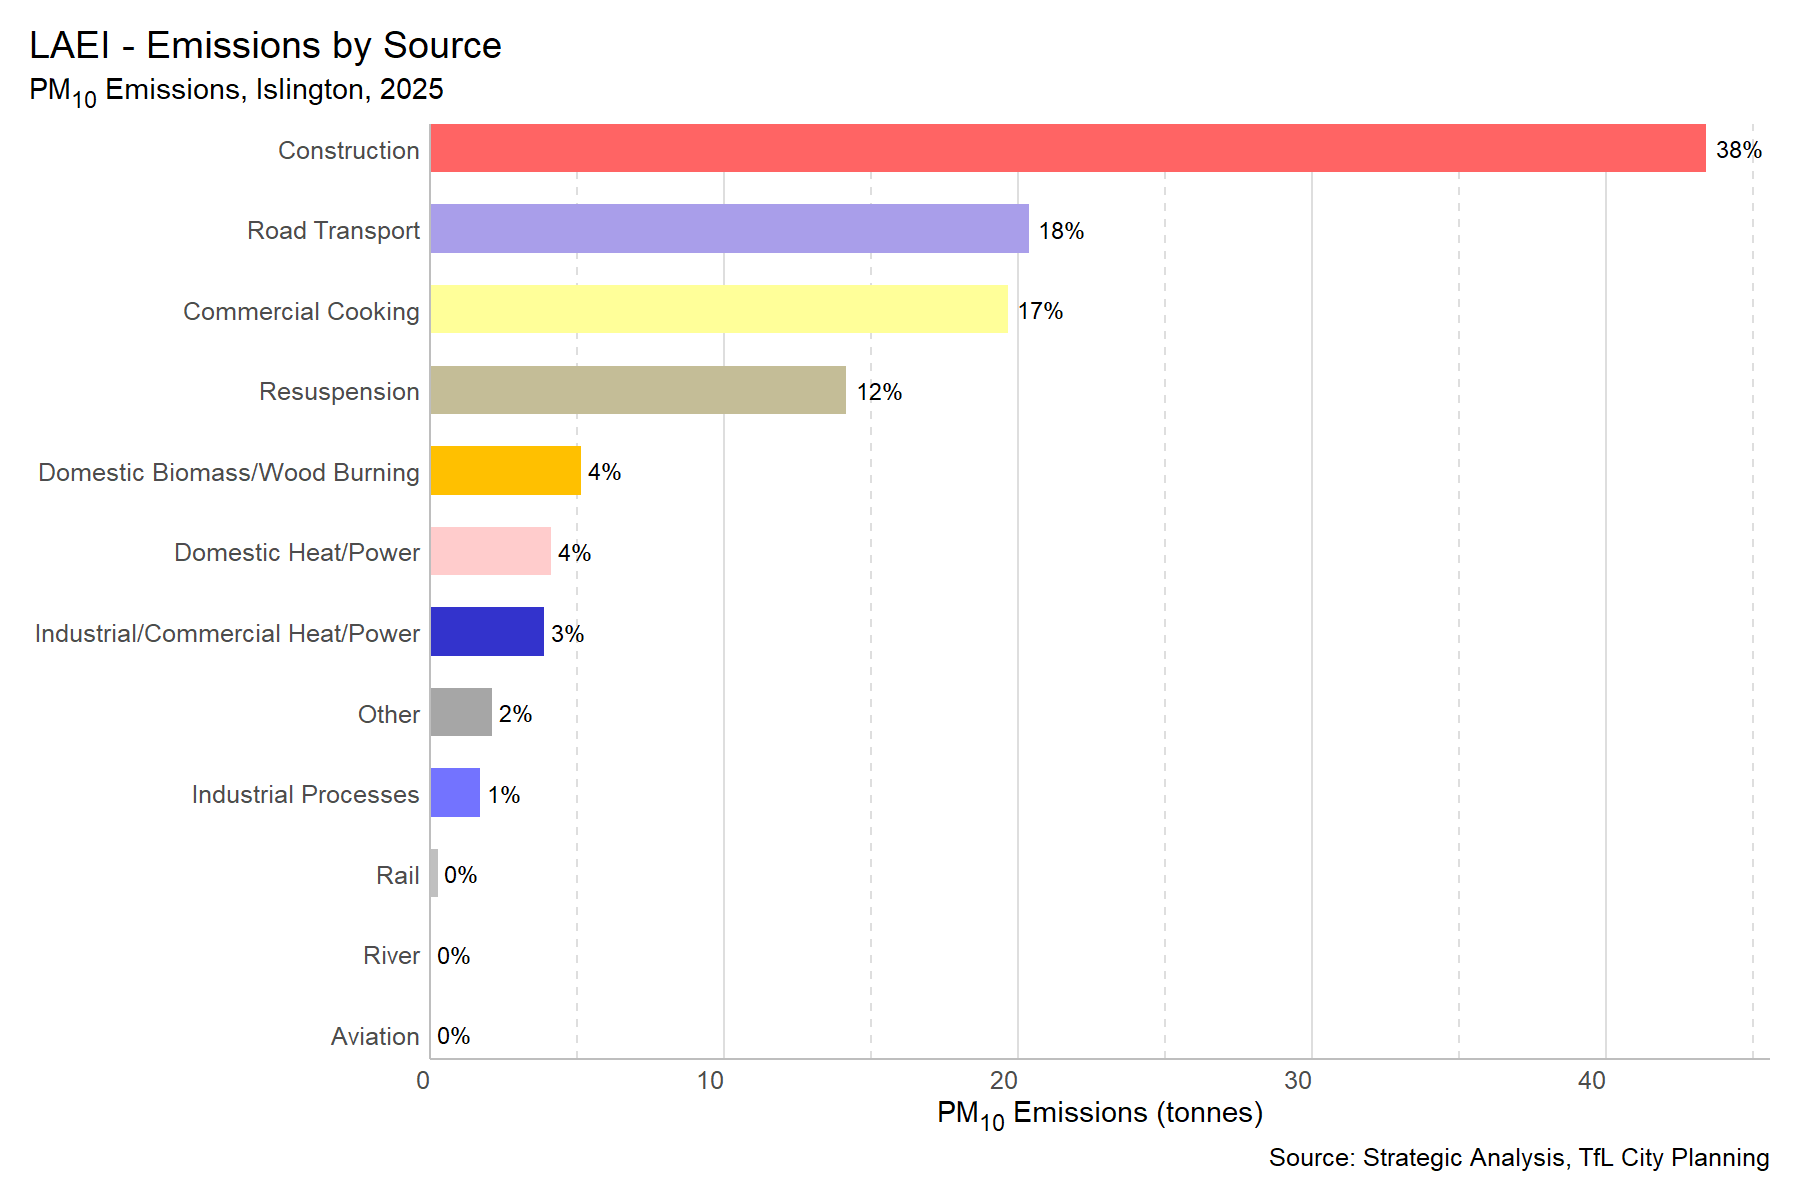 LAEI - Emissions by Source
PM10 Emissions, Islington, 2025
Construction 38%
Road Transport 18%
Commercial Cooking 17%
Resuspension 12%
Domestic Biomass/Wood Burning 4%
Domestic Heat/Power 4%
Industrial/Commercial Heat/Power 3%
Other 2%
Industrial Processes 1%
Rail 0%
River 0%
Aviation 0%
0 10 20 30 40
PM10 Emissions (tonnes)
Source: Strategic Analysis, TfL City Planning